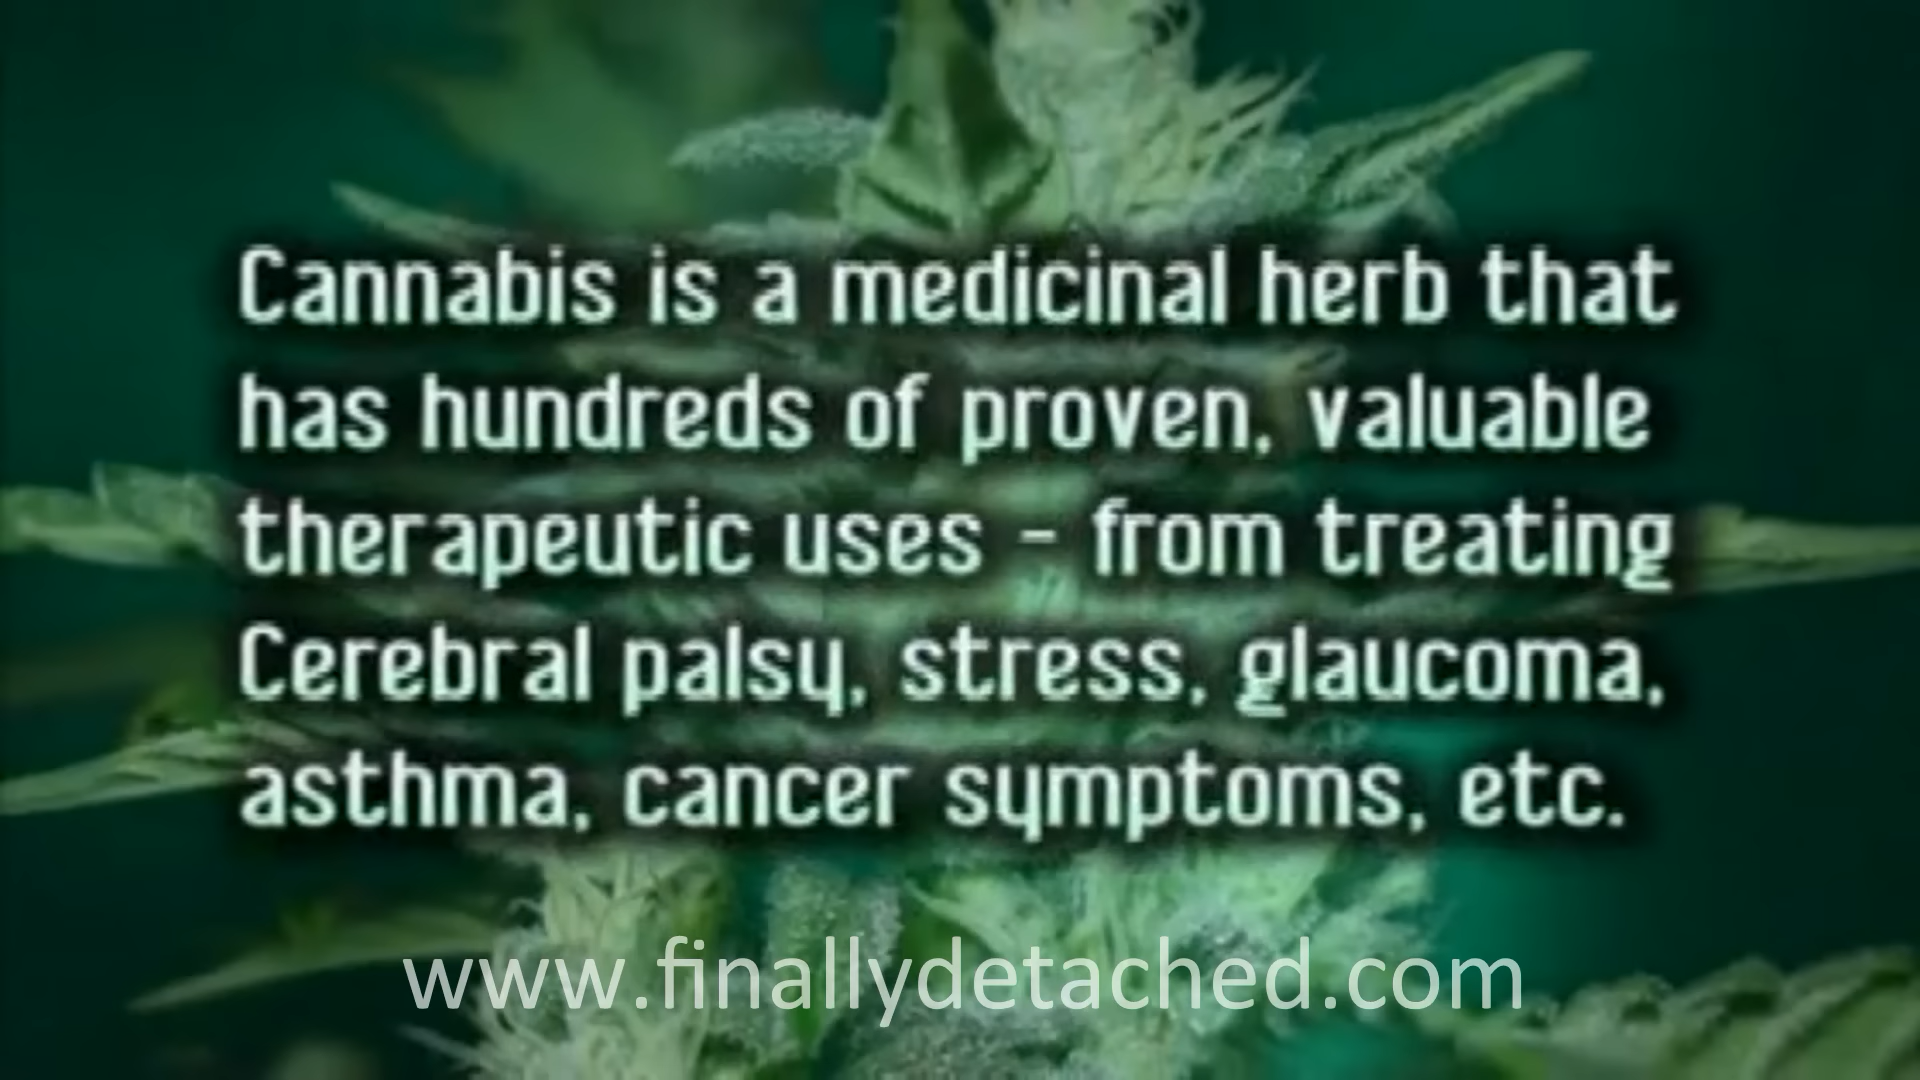 Cannabis is a medicinal herb that
has hundreds of proven, valuable
therapeutic uses - from treating
Cerebral palsy, stress, glaucoma,
asthma, cancer symptoms, etc.
www.finallydetached.com